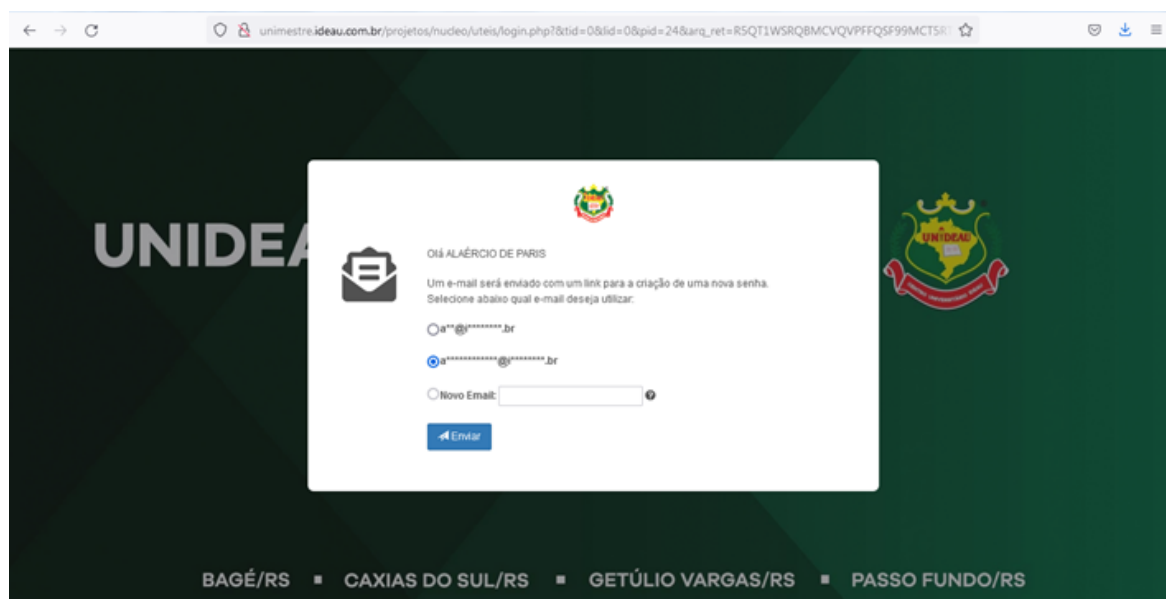 unimestre.ideau.com.br/projetos/nucleo/uteis/login.php?&tid=0&lid=0&pid=24&arq_ret=R5QT1WSRQBMCVQVPFFQSF99MCTSR
UNIDEA
UNIDEAU
Olá ALAÉRCIO DE PARIS
Um e-mail será enviado com um link para a criação de uma nova senha.
Selecione abaixo qual e-mail deseja utilizar:
a**@i********.br
a************@i********.br
Novo Email:
Enviar
BAGÉ/RS ▪ CAXIAS DO SUL/RS ▪ GETÚLIO VARGAS/RS ▪ PASSO FUNDO/RS